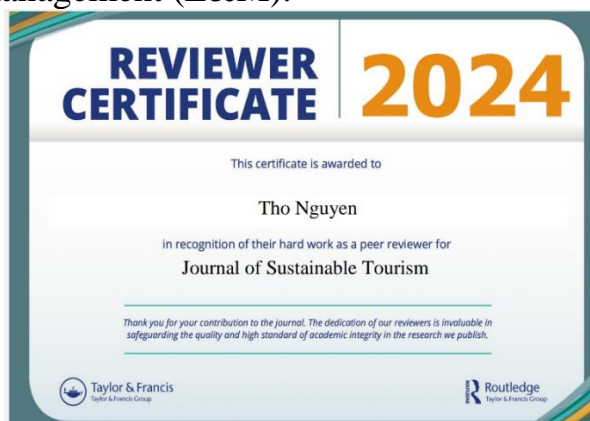 REVIEWER
CERTIFICATE
2024
This certificate is awarded to
Tho Nguyen
in recognition of their hard work as a peer reviewer for
Journal of Sustainable Tourism
Thank you for your contribution to the journal. The dedication of our reviewers is invaluable in
safeguarding the quality and high standard of academic integrity in the research we publish.
Taylor & Francis
Taylor & Francis Group
ROUTLEDGE
Routledge
Taylor & Francis Group